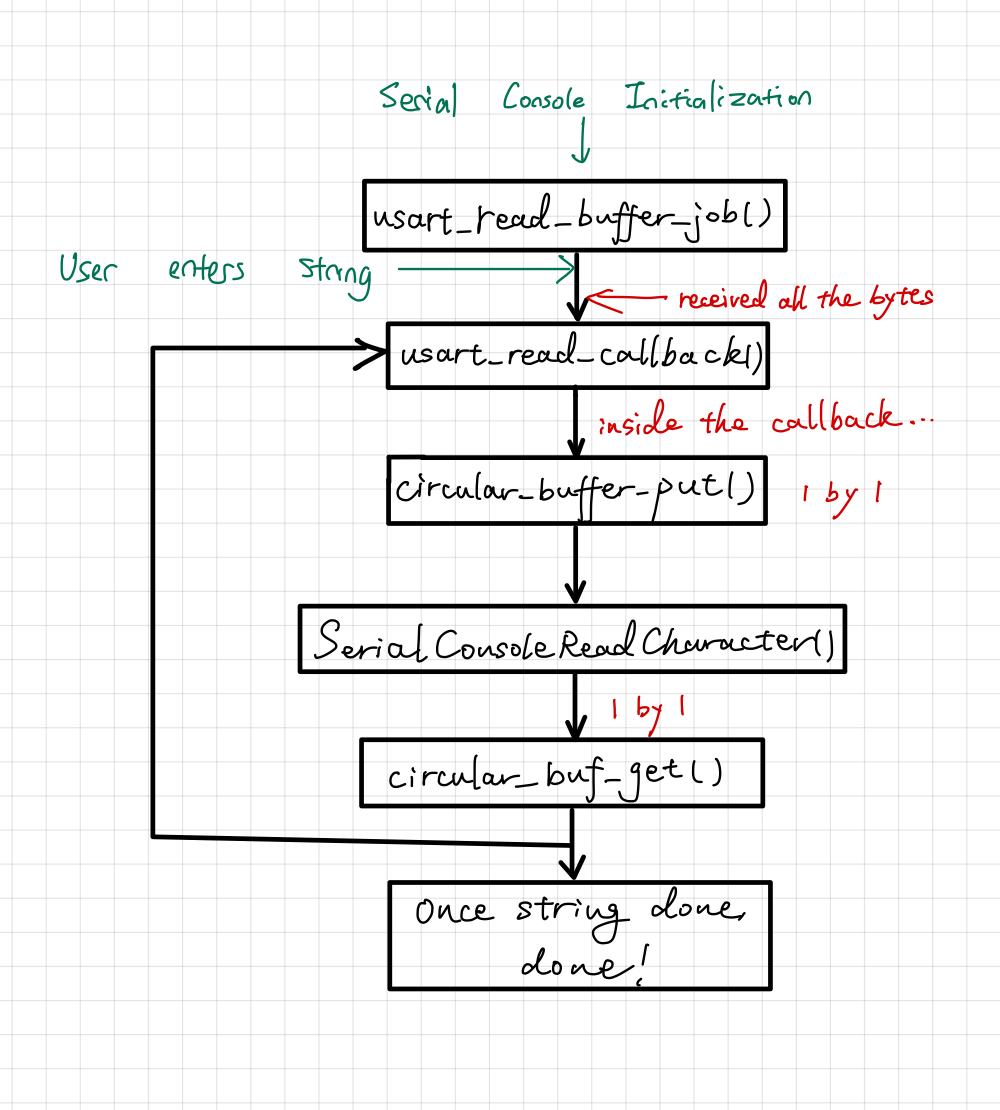 Serial Console Initialization
usart_read_buffer_job()
User enters string
received all the bytes
usart_read_callback()
inside the callback...
circular_buffer_put()
1 by 1
SerialConsoleReadCharacter()
1 by 1
circular_buf_get()
Once string done,
done!